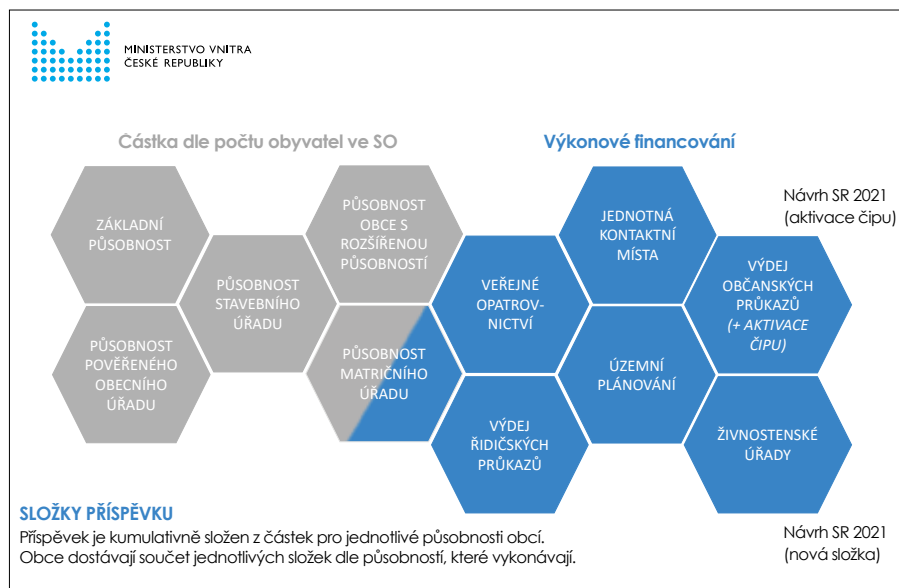 MINISTERSTVO VNITRA
ČESKÉ REPUBLIKY
Částka dle počtu obyvatel ve SO
Výkonové financování
ZÁKLADNÍ
PŮSOBNOST
PŮSOBNOST
POVĚŘENÉHO
OBECNÍHO
ÚŘADU
PŮSOBNOST
STAVEBNÍHO
ÚŘADU
PŮSOBNOST
OBCE S
ROZŠÍŘENOU
PŮSOBNOSTÍ
PŮSOBNOST
MATRIČNÍHO
ÚŘADU
VEŘEJNÉ
OPATROV-
NICTVÍ
VÝDEJ
ŘIDIČSKÝCH
PRŮKAZŮ
JEDNOTNÁ
KONTAKTNÍ
MÍSTA
ÚZEMNÍ
PLÁNOVÁNÍ
Návrh SR 2021
(aktivace čipu)
VÝDEJ
OBČANSKÝCH
PRŮKAZŮ
(+ AKTIVACE
ČIPU)
ŽIVNOSTENSKÉ
ÚŘADY
Návrh SR 2021
(nová složka)
SLOŽKY PŘÍSPĚVKU
Příspěvek je kumulativně složen z částek pro jednotlivé působnosti obcí.
Obce dostávají součet jednotlivých složek dle působností, které vykonávají.